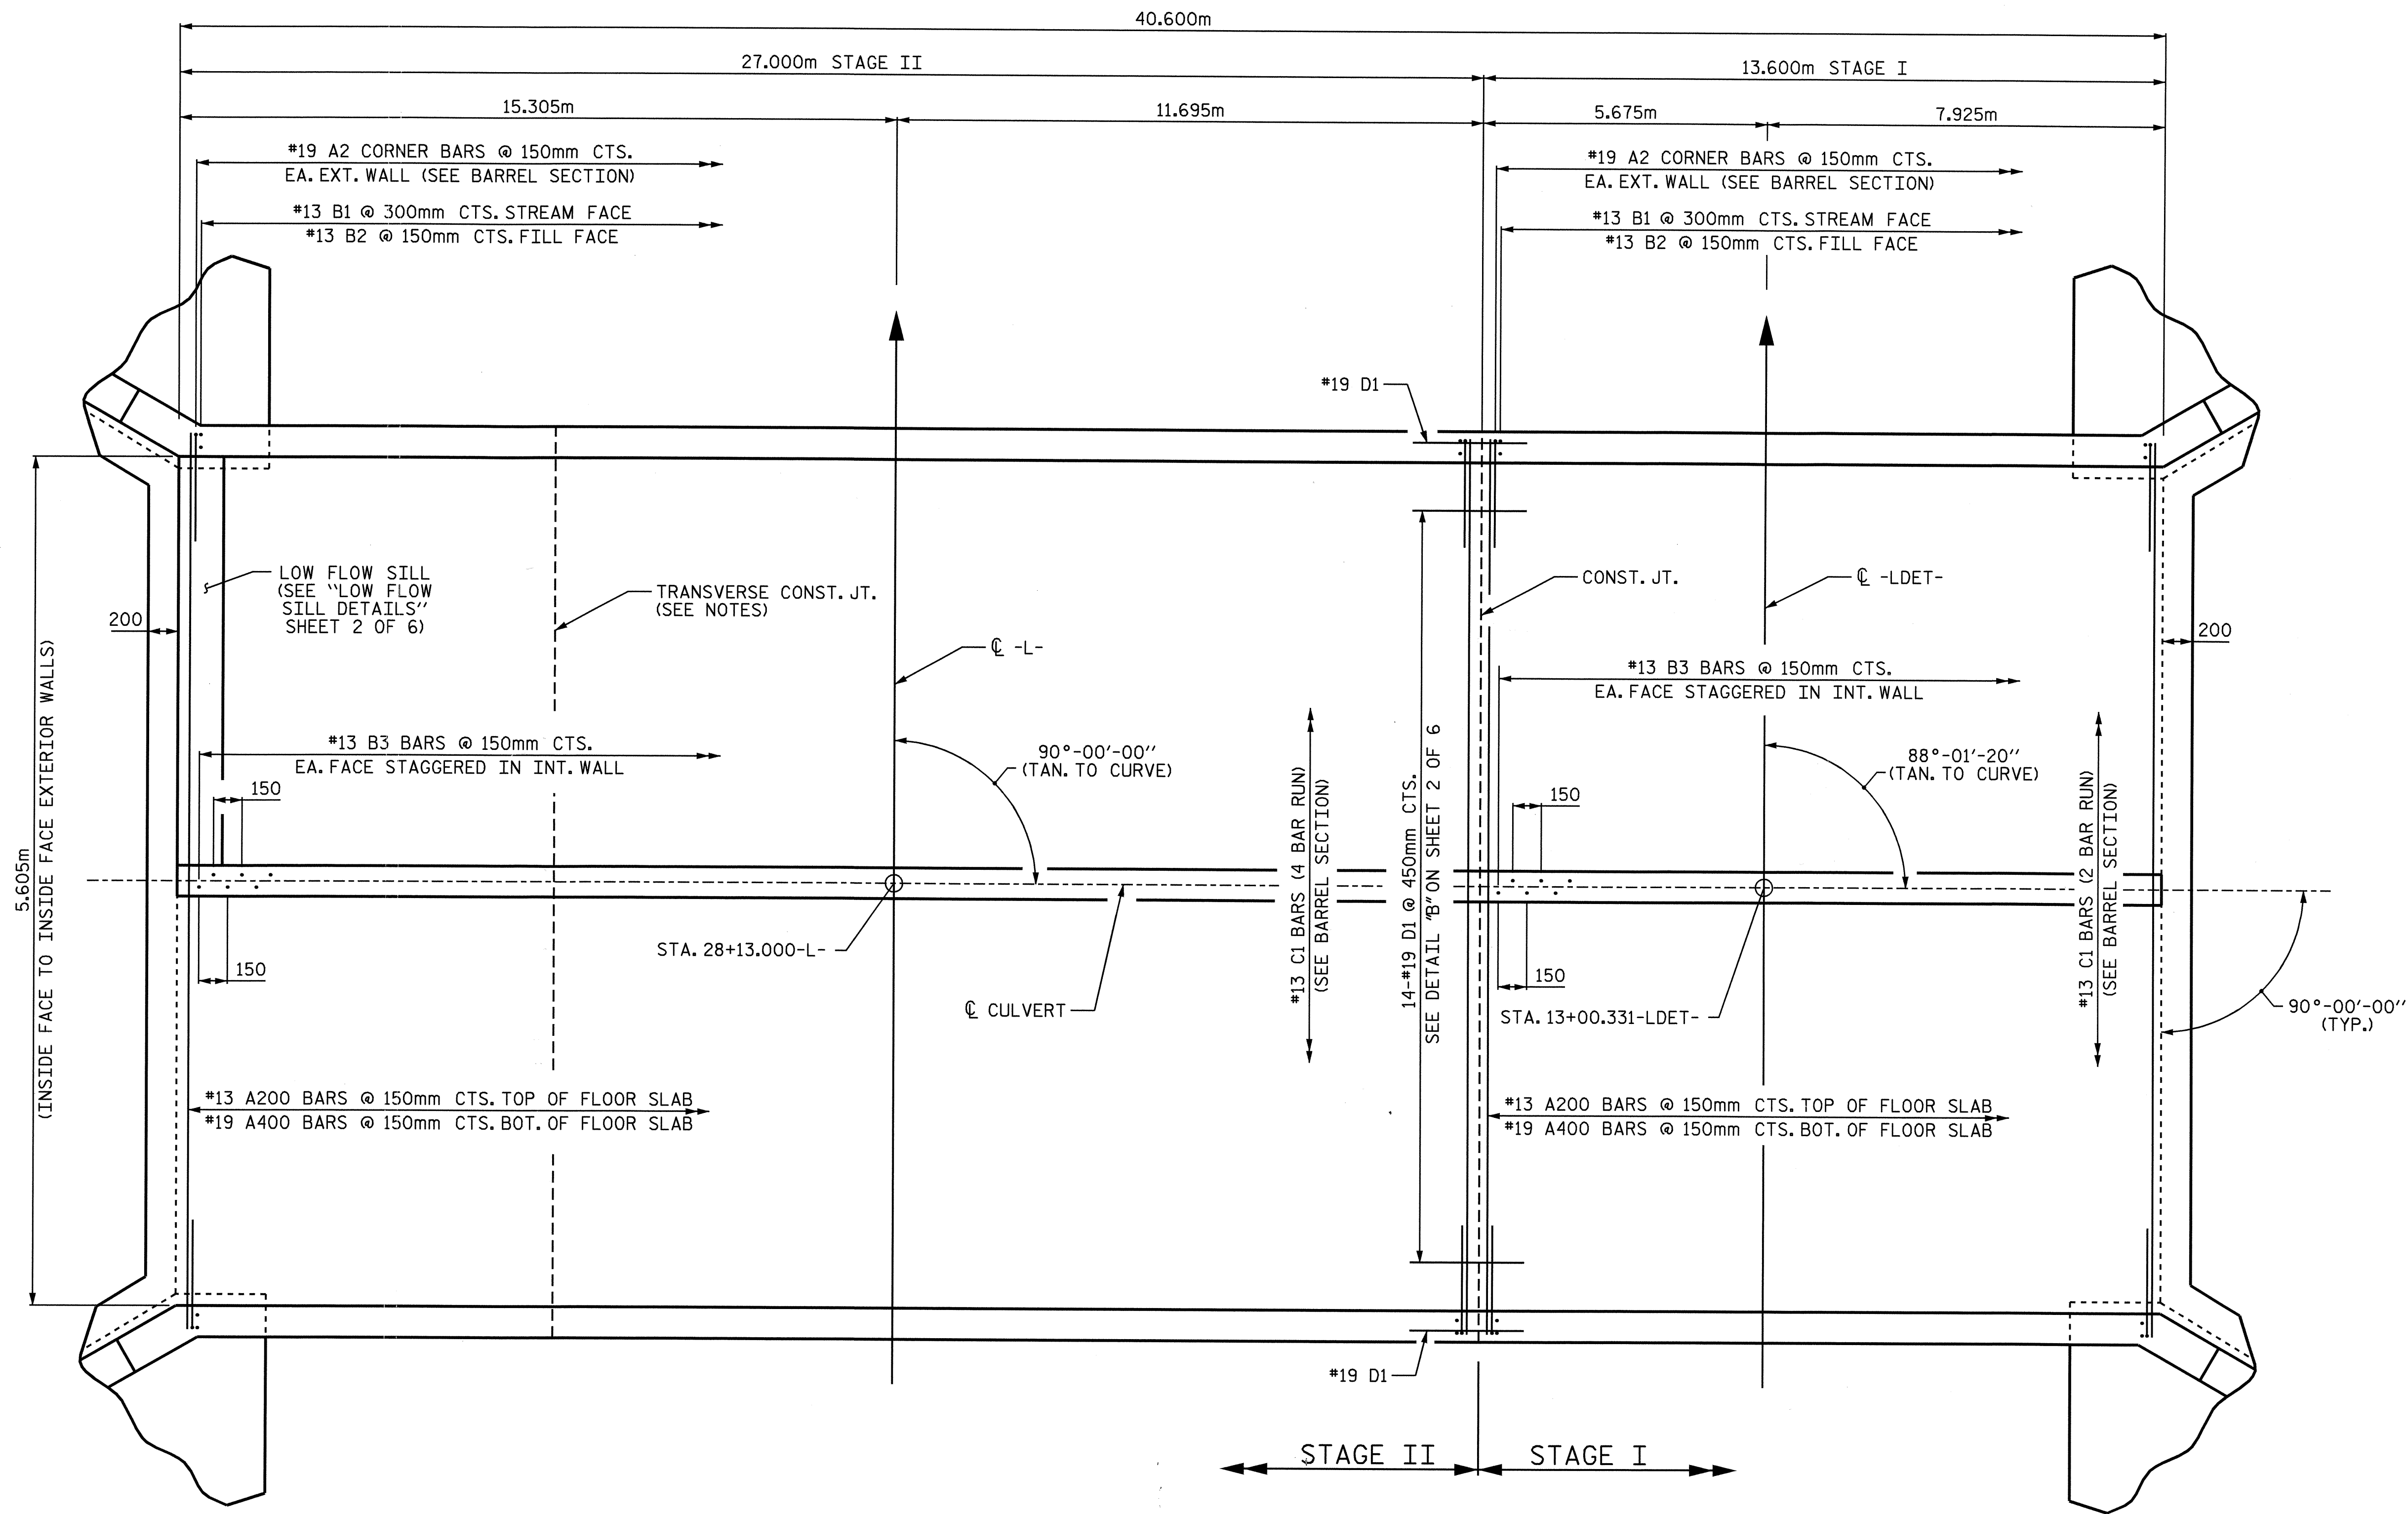 40.600m
27.000m STAGE II
13.600m STAGE I
15.305m
11.695m
5.675m
7.925m
#19 A2 CORNER BARS @ 150mm CTS.
EA. EXT. WALL (SEE BARREL SECTION)
#13 B1 @ 300mm CTS. STREAM FACE
#13 B2 @ 150mm CTS. FILL FACE
#19 A2 CORNER BARS @ 150mm CTS.
EA. EXT. WALL (SEE BARREL SECTION)
#13 B1 @ 300mm CTS. STREAM FACE
#13 B2 @ 150mm CTS. FILL FACE
#19 D1
LOW FLOW SILL
(SEE "LOW FLOW
SILL DETAILS"
SHEET 2 OF 6)
200
TRANSVERSE CONST. JT.
(SEE NOTES)
℄ -L-
CONST. JT.
℄ -LDET-
200
#13 B3 BARS @ 150mm CTS.
EA. FACE STAGGERED IN INT. WALL
#13 B3 BARS @ 150mm CTS.
EA. FACE STAGGERED IN INT. WALL
90°-00'-00"
(TAN. TO CURVE)
88°-01'-20"
(TAN. TO CURVE)
150
150
5.605m
(INSIDE FACE TO INSIDE FACE EXTERIOR WALLS)
#13 C1 BARS (4 BAR RUN)
(SEE BARREL SECTION)
14-#19 D1 @ 450mm CTS.
SEE DETAIL "B" ON SHEET 2 OF 6
#13 C1 BARS (2 BAR RUN)
(SEE BARREL SECTION)
STA. 28+13.000-L-
150
150
℄ CULVERT
STA. 13+00.331-LDET-
90°-00'-00"
(TYP.)
#13 A200 BARS @ 150mm CTS. TOP OF FLOOR SLAB
#19 A400 BARS @ 150mm CTS. BOT. OF FLOOR SLAB
#13 A200 BARS @ 150mm CTS. TOP OF FLOOR SLAB
#19 A400 BARS @ 150mm CTS. BOT. OF FLOOR SLAB
#19 D1
STAGE II
STAGE I